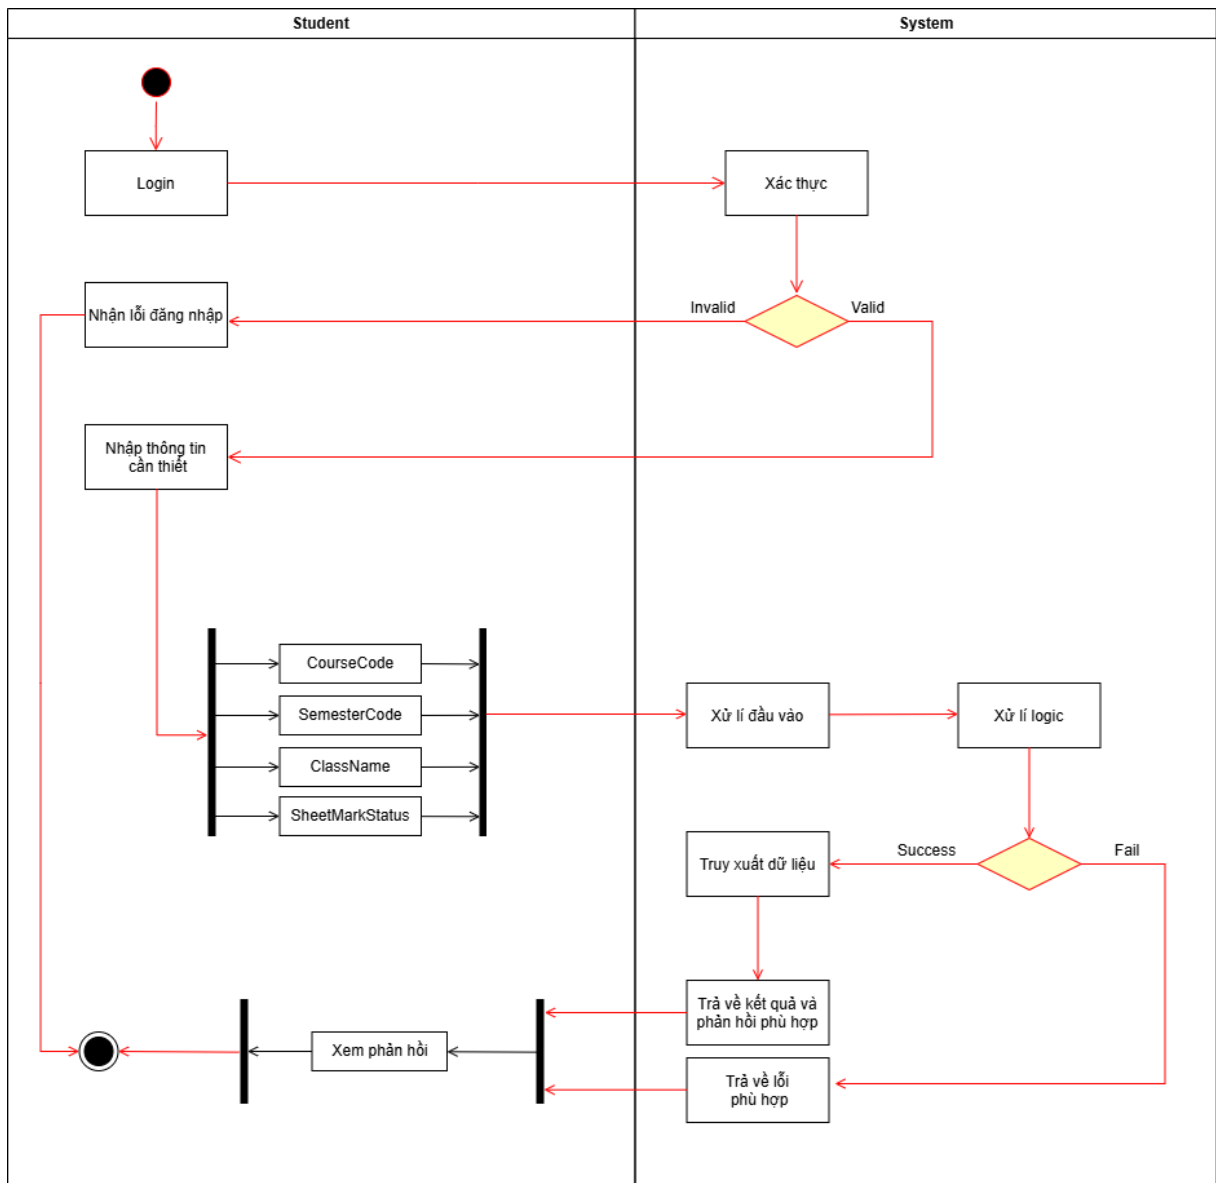 Student
System
Login
Xác thực
Nhận lỗi đăng nhập
Invalid
Valid
Nhập thông tin
cần thiết
CourseCode
SemesterCode
ClassName
SheetMarkStatus
Xử lí đầu vào
Xử lí logic
Truy xuất dữ liệu
Success
Fail
Trả về kết quả và
phản hồi phù hợp
Xem phản hồi
Trả về lỗi
phù hợp